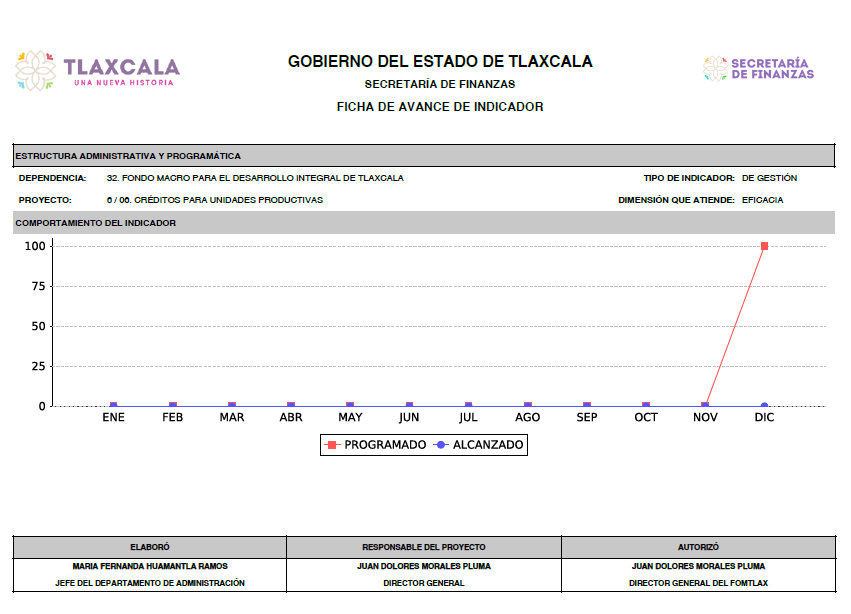 TLAXCALA
UNA NUEVA HISTORIA
GOBIERNO DEL ESTADO DE TLAXCALA
SECRETARÍA DE FINANZAS
FICHA DE AVANCE DE INDICADOR
SECRETARÍA
DE FINANZAS
ESTRUCTURA ADMINISTRATIVA Y PROGRAMÁTICA
DEPENDENCIA: 32. FONDO MACRO PARA EL DESARROLLO INTEGRAL DE TLAXCALA TIPO DE INDICADOR: DE GESTIÓN
PROYECTO: 6 / 06. CRÉDITOS PARA UNIDADES PRODUCTIVAS DIMENSIÓN QUE ATIENDE: EFICACIA
COMPORTAMIENTO DEL INDICADOR
100
75
50
25
0
ENE FEB MAR ABR MAY JUN JUL AGO SEP OCT NOV DIC
PROGRAMADO ALCANZADO
ELABORÓ RESPONSABLE DEL PROYECTO AUTORIZÓ
MARIA FERNANDA HUAMANTLA RAMOS JUAN DOLORES MORALES PLUMA JUAN DOLORES MORALES PLUMA
JEFE DEL DEPARTAMENTO DE ADMINISTRACIÓN DIRECTOR GENERAL DIRECTOR GENERAL DEL FOMTLAX